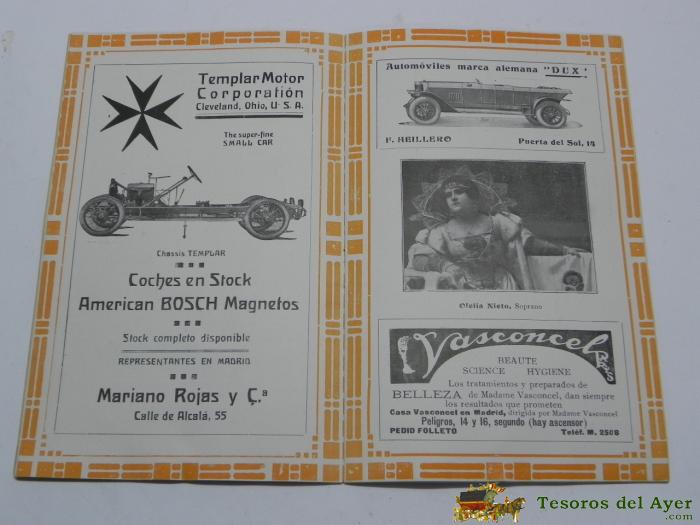 Templar Motor
Corporation
Cleveland, Ohio, U. S. A.
The super-fine
SMALL CAR
Chassis TEMPLAR
Coches en Stock
American BOSCH Magnetos
Stock completo disponible
REPRESENTANTES EN MADRID
Mariano Rojas y C.ª
Calle de Alcalá, 55
Automóviles marca alemana "DUX"
F. HEILLERO
Puerta del Sol, 14
Ofelia Nieto, Soprano
Vasconcel
BEAUTE
SCIENCE HYGIENE
Los tratamientos y preparados de
BELLEZA de Madame Vasconcel, dan siempre
los resultados que prometen
Casa Vasconcel en Madrid, dirigida por Madame Vasconcel
Peligros, 14 y 16, segundo (hay ascensor)
PEDID FOLLETO Teléf. M. 2508
Tesoros del Ayer
.com